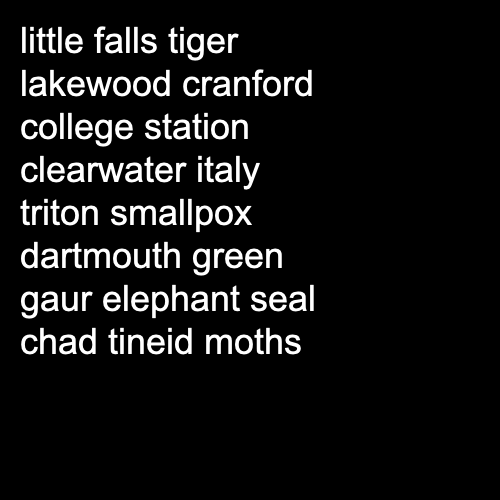 little falls tiger
lakewood cranford
college station
clearwater italy
triton smallpox
dartmouth green
gaur elephant seal
chad tineid moths